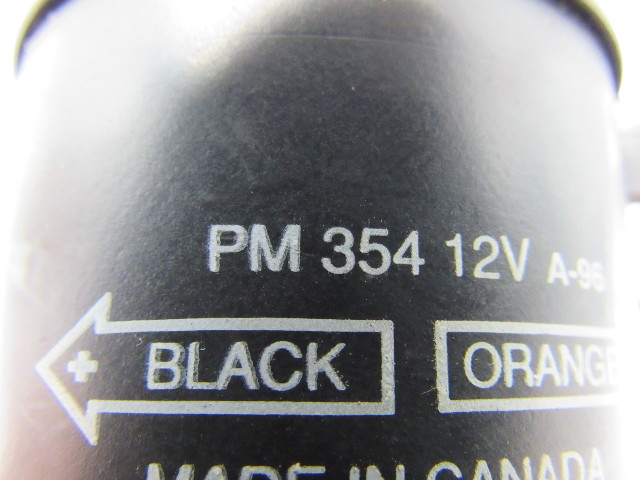 PM 354 12V A-96
+ BLACK ORANGE
MADE IN CANADA